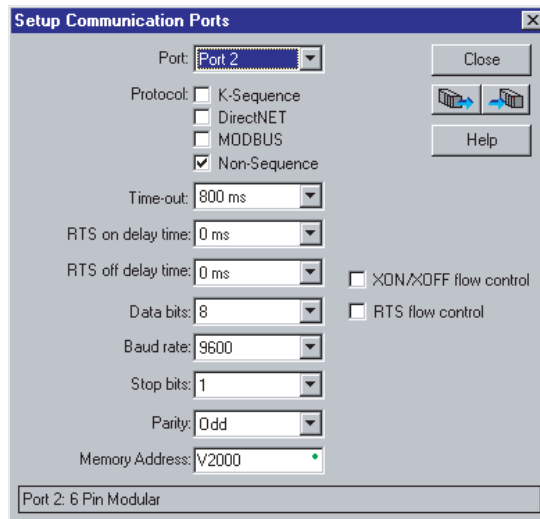 Setup Communication Ports
Port: Port 2
Close
Protocol: K-Sequence
DirectNET
MODBUS
Help
Non-Sequence
Time-out: 800 ms
RTS on delay time: 0 ms
RTS off delay time: 0 ms
XON/XOFF flow control
Data bits: 8
RTS flow control
Baud rate: 9600
Stop bits: 1
Parity: Odd
Memory Address: V2000
Port 2: 6 Pin Modular